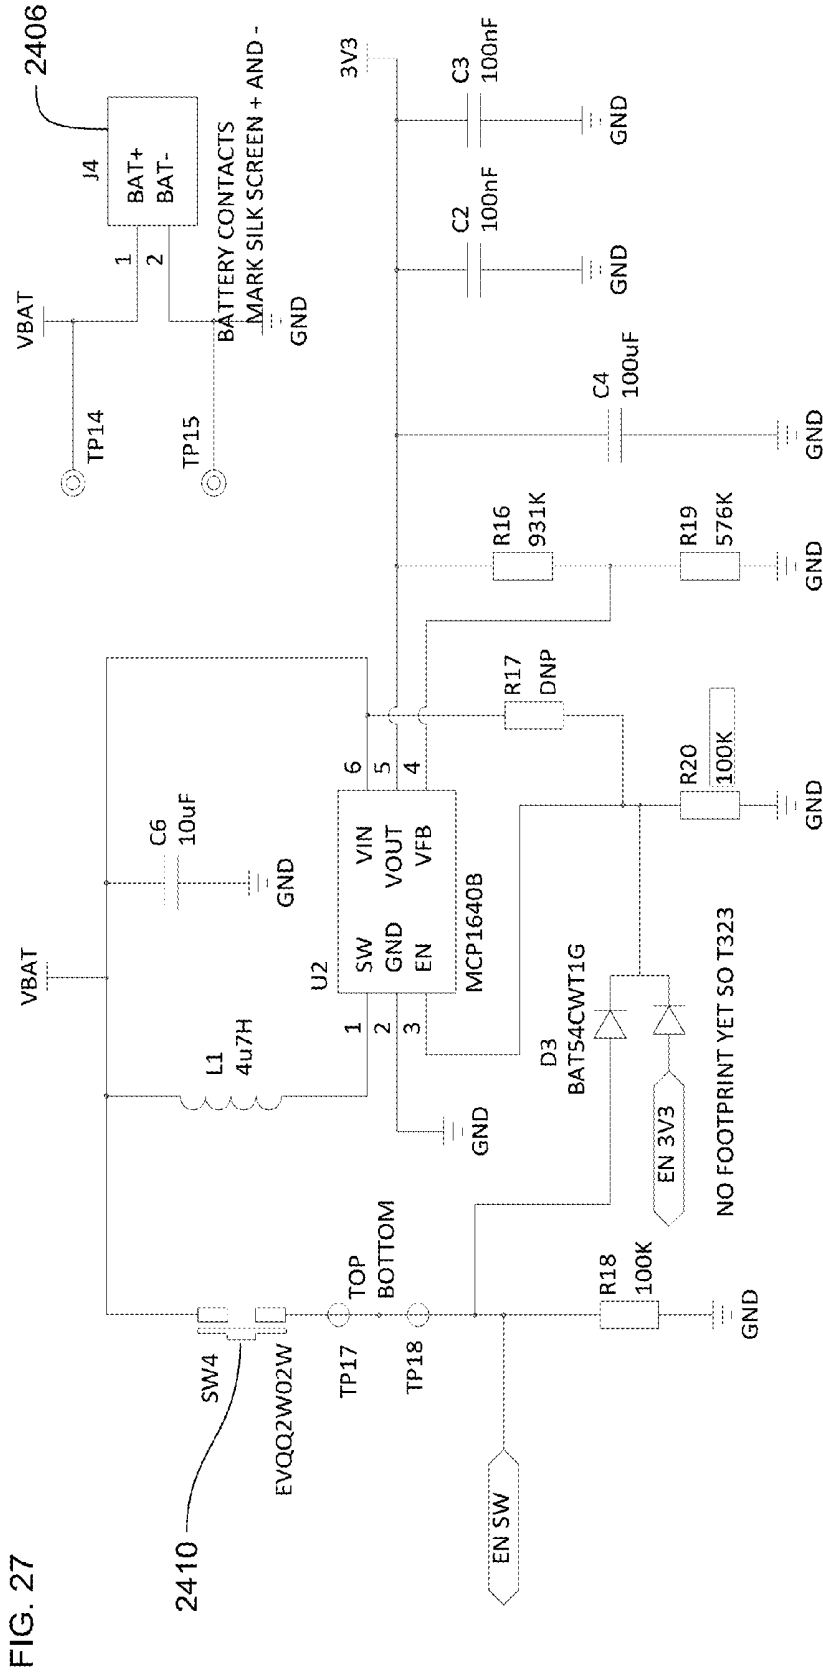 FIG. 27
2410
SW4
EVQQ2W02W
TP17
TOP
BOTTOM
TP18
EN SW
R18
100K
GND
VBAT
L1
4u7H
C6
10uF
GND
U2
1
2
3
SW
GND
EN
VIN
VOUT
VFB
6
5
4
MCP1640B
GND
D3
BAT54CWT1G
EN 3V3
NO FOOTPRINT YET SO T323
R17
DNP
R20
100K
GND
R16
931K
R19
576K
GND
C4
100uF
GND
C2
100nF
GND
C3
100nF
GND
3V3
TP14
TP15
VBAT
1
2
J4
BAT+
BAT-
2406
BATTERY CONTACTS
MARK SILK SCREEN + AND -
GND